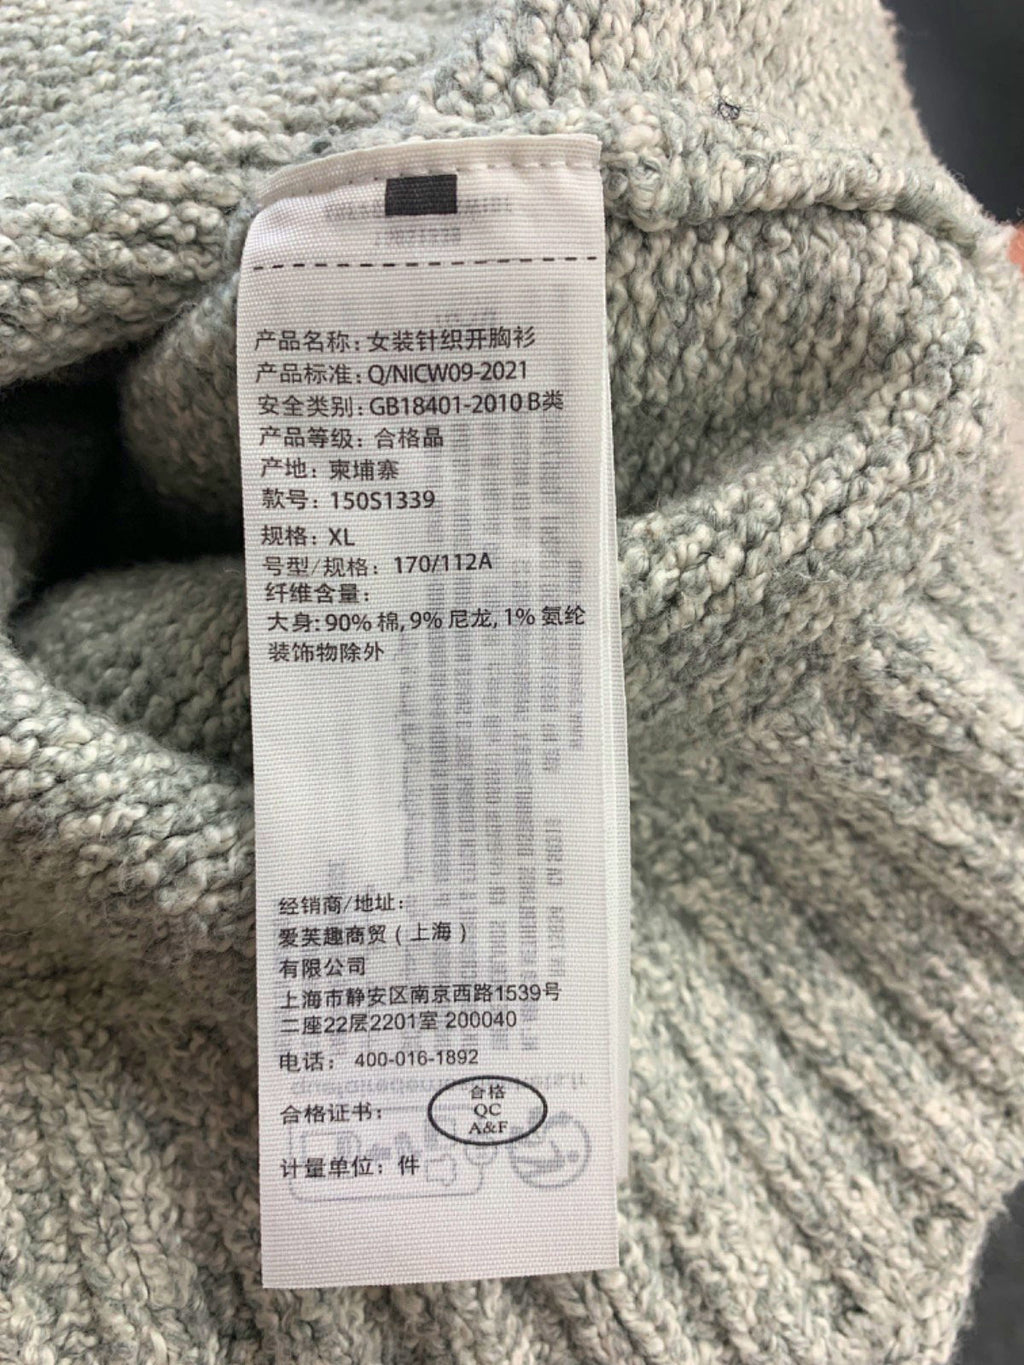 产品名称：女装针织开胸衫
产品标准：Q/NICW09-2021
安全类别：GB18401-2010 B类
产品等级：合格品
产地：柬埔寨
款号：150S1339
规格：XL
号型/规格：170/112A
纤维含量：
大身：90% 棉, 9% 尼龙, 1% 氨纶
装饰物除外
经销商/地址：
爱芙趣商贸（上海）
有限公司
上海市静安区南京西路1539号
二座22层2201室 200040
电话： 400-016-1892
合格证书：
合格
QC
A&F
计量单位：件